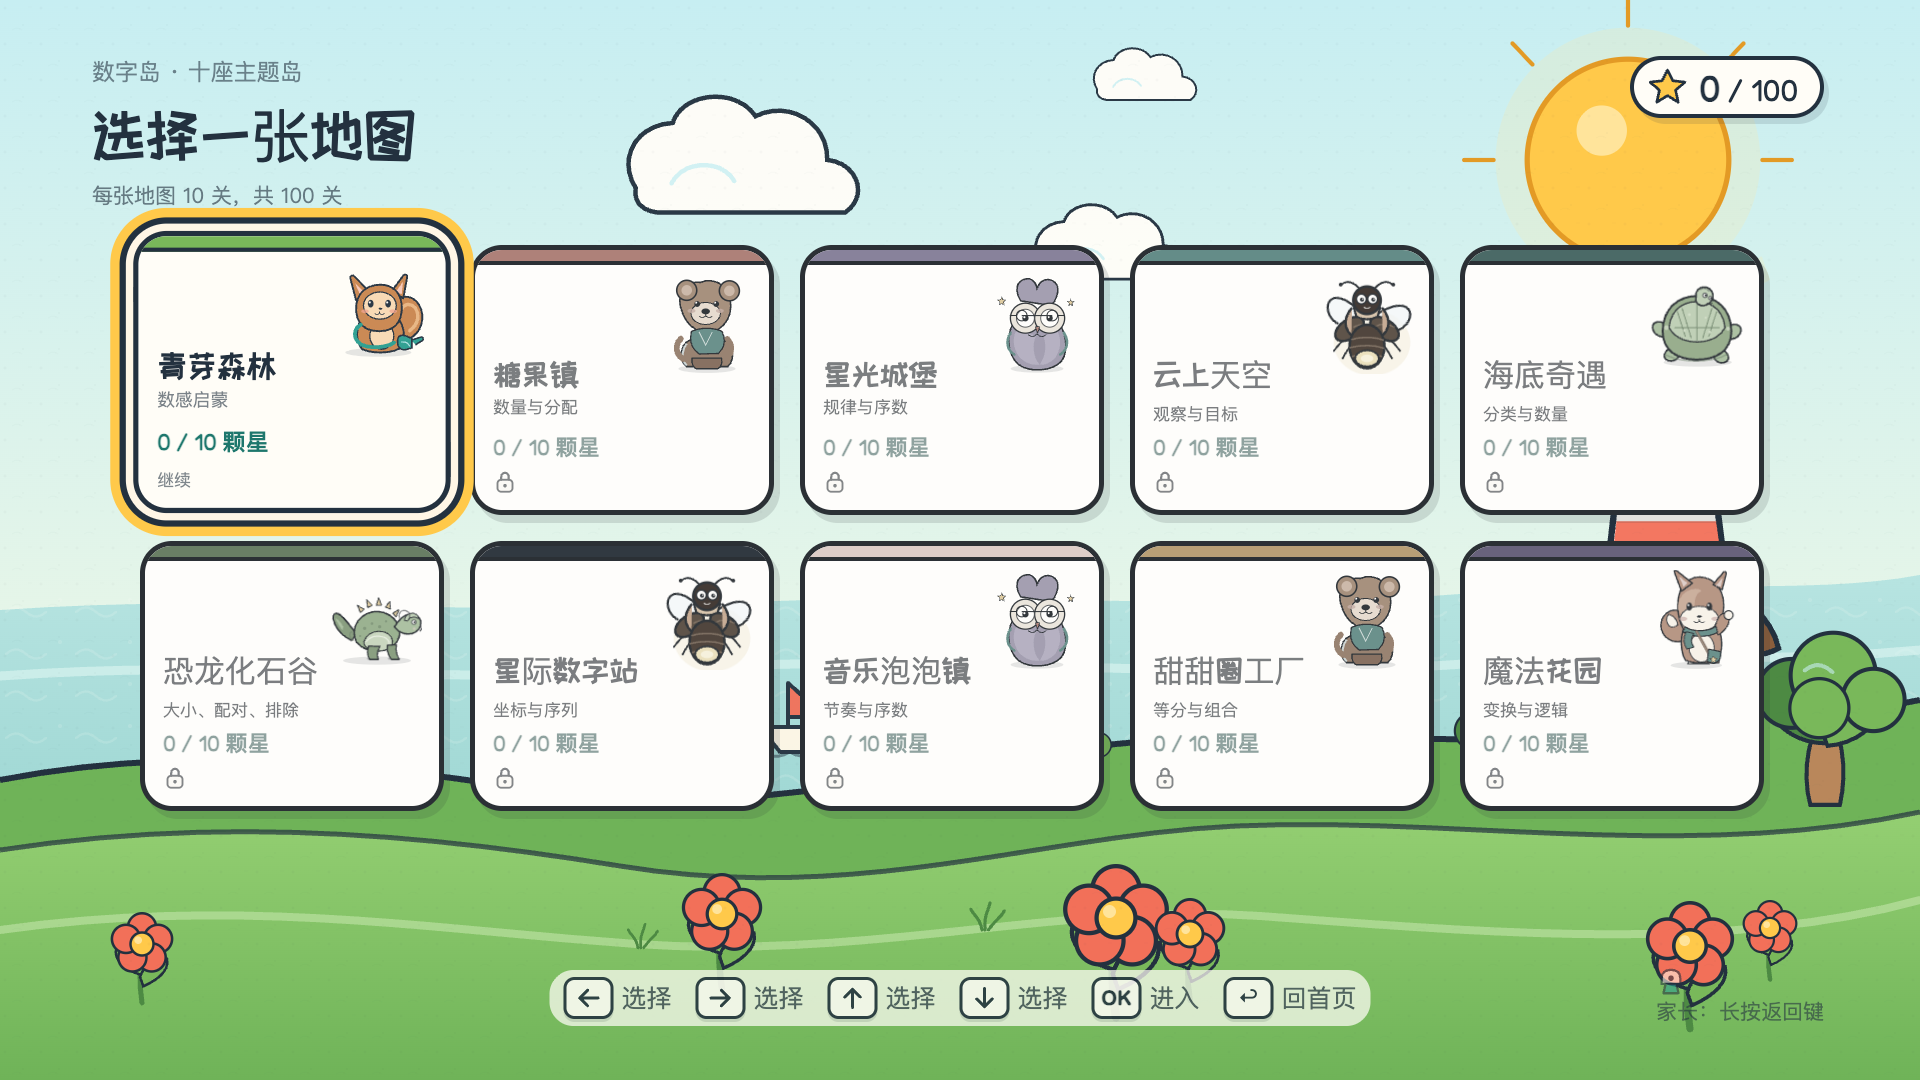 数字岛 · 十座主题岛
选择一张地图
每张地图 10 关，共 100 关
0 / 100
青芽森林
数感启蒙
0 / 10 颗星
继续
糖果镇
数量与分配
0 / 10 颗星
星光城堡
规律与序数
0 / 10 颗星
云上天空
观察与目标
0 / 10 颗星
海底奇遇
分类与数量
0 / 10 颗星
恐龙化石谷
大小、配对、排除
0 / 10 颗星
星际数字站
坐标与序列
0 / 10 颗星
音乐泡泡镇
节奏与序数
0 / 10 颗星
甜甜圈工厂
等分与组合
0 / 10 颗星
魔法花园
变换与逻辑
0 / 10 颗星
← 选择 → 选择 ↑ 选择 ↓ 选择 OK 进入 ↩ 回首页
家长：长按返回键